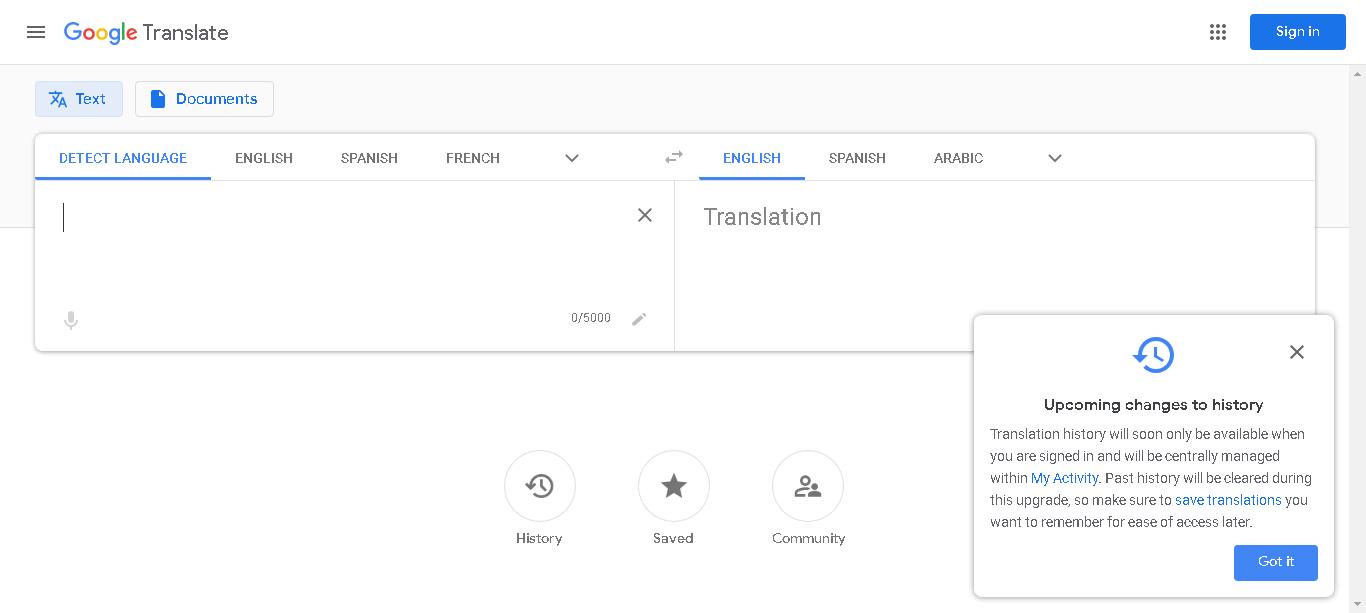 Google Translate
Sign in
Text
Documents
DETECT LANGUAGE ENGLISH SPANISH FRENCH
ENGLISH SPANISH ARABIC
Translation
0/5000
Upcoming changes to history
Translation history will soon only be available when
you are signed in and will be centrally managed
within My Activity. Past history will be cleared during
this upgrade, so make sure to save translations you
want to remember for ease of access later.
Got it
History
Saved
Community